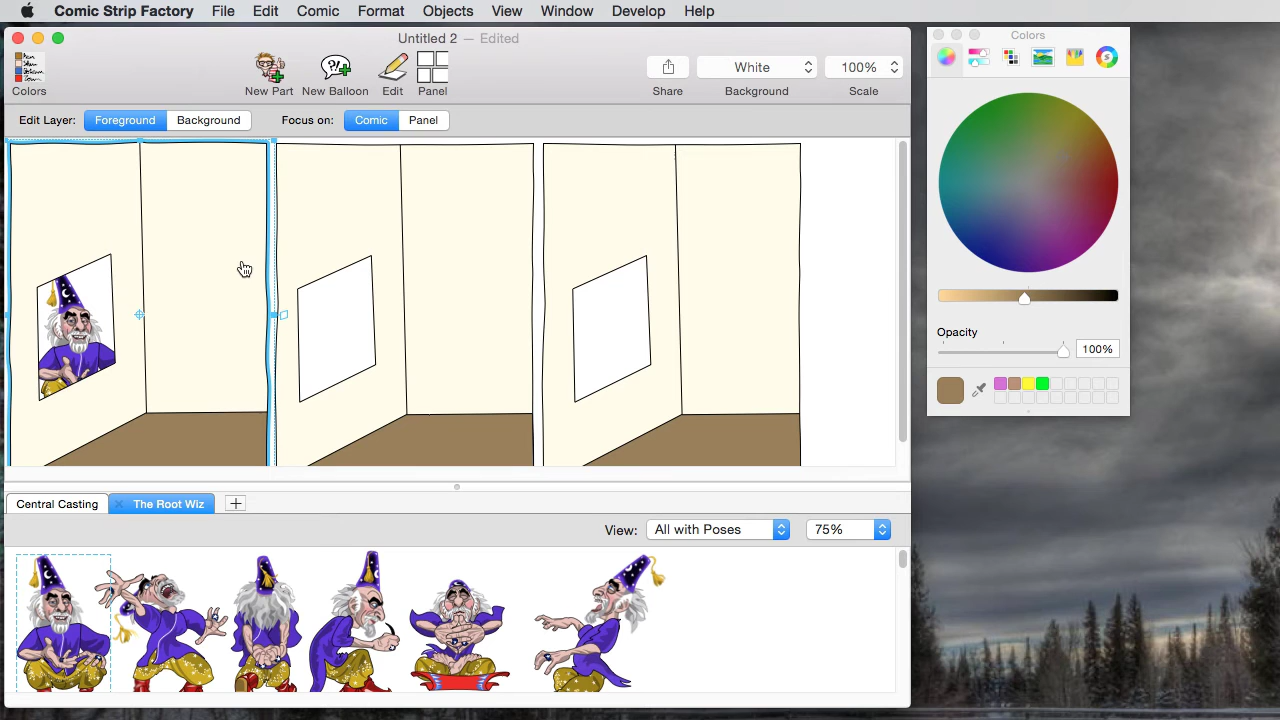 Comic Strip Factory File Edit Comic Format Objects View Window Develop Help
Untitled 2 — Edited
Colors
New Part
New Balloon
Edit
Panel
Share
White
Background
100%
Scale
Edit Layer: Foreground Background Focus on: Comic Panel
Central Casting
The Root Wiz
View: All with Poses 75%
Colors
Opacity
100%